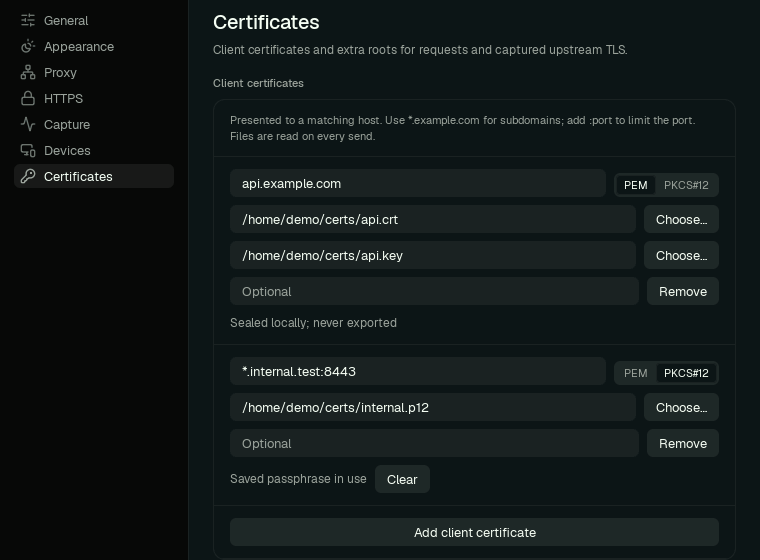 General
Appearance
Proxy
HTTPS
Capture
Devices
Certificates
Certificates
Client certificates and extra roots for requests and captured upstream TLS.
Client certificates
Presented to a matching host. Use *.example.com for subdomains; add :port to limit the port.
Files are read on every send.
api.example.com
PEM PKCS#12
/home/demo/certs/api.crt
Choose...
/home/demo/certs/api.key
Choose...
Optional
Remove
Sealed locally; never exported
*.internal.test:8443
PEM PKCS#12
/home/demo/certs/internal.p12
Choose...
Optional
Remove
Saved passphrase in use
Clear
Add client certificate